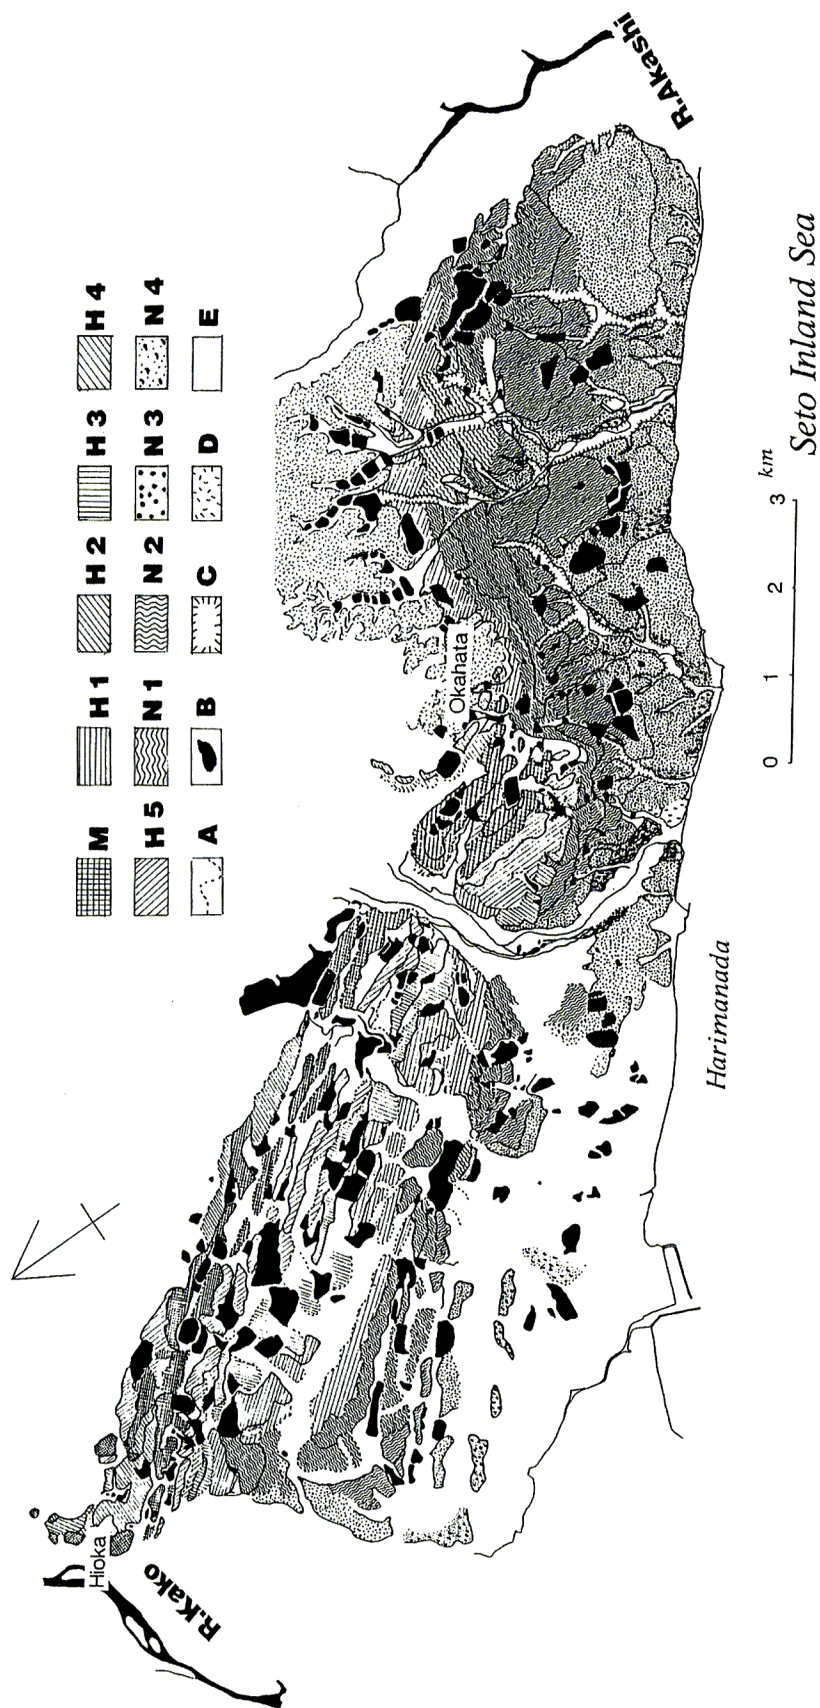 M H1 H2 H3 H4
H5 N1 N2 N3 N4
A B C D E
Hioka
R.Kako
Okahata
R.Akashi
Harimanada
Seto Inland Sea
0 1 2 3 km